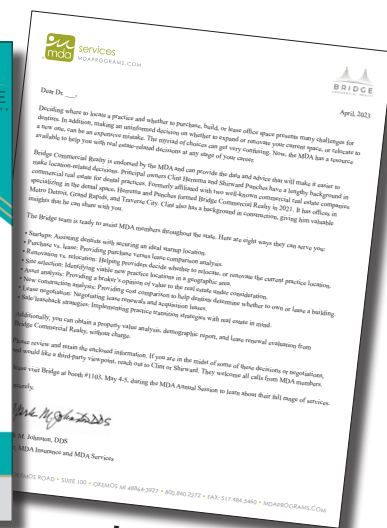 mda services
MDAPROGRAMS.COM
BRIDGE
April, 2023
Dear Dr. __,
Deciding where to locate a practice and whether to purchase, build, or lease office space presents many challenges for
dentists. In addition, making an uninformed decision on whether to expand or renovate your current space, or relocate to
a new one, can be an expensive mistake. The myriad of choices can get very confusing. Now, the MDA has a resource
available to help you with real estate-related decisions at any stage of your career.
Bridge Commercial Realty is endorsed by the MDA and can provide the data and advice that will make it easier to
make location-related decisions. Principal owners Clint Herrema and Shirward Punches have a lengthy background in
commercial real estate for dental practices. Formerly affiliated with two well-known commercial real estate companies
specializing in the dental space, Herrema and Punches formed Bridge Commercial Realty in 2021. It has offices in
Metro Detroit, Grand Rapids, and Traverse City. Clint also has a background in construction, giving him valuable
insights that he can share with you.
The Bridge team is ready to assist MDA members throughout the state. Here are eight ways they can serve you:
• Startups: Assisting dentists with securing an ideal startup location.
• Purchase vs. lease: Providing purchase versus lease comparison analysis.
• Renovation vs. relocation: Helping providers decide whether to relocate, or renovate the current practice location.
• Site selection: Identifying viable new practice locations in a geographic area.
• Asset analysis: Providing a broker's opinion of value to the real estate under consideration.
• New construction analysis: Providing cost comparison to help dentists determine whether to own or lease a building.
• Lease negotiation: Negotiating lease renewals and acquisition issues.
• Sale/leaseback strategies: Implementing practice transition strategies with real estate in mind.
Additionally, you can obtain a property value analysis, demographic report, and lease renewal evaluation from
Bridge Commercial Realty, without charge.
ease review and retain the enclosed information. If you are in the midst of some of these decisions or negotiations,
nd would like a third-party viewpoint, reach out to Clint or Shirward. They welcome all calls from MDA members.
ease visit Bridge at booth #1103, May 4-5, during the MDA Annual Session to learn about their full range of services.
cerely,
M. Johnston, DDS
, MDA Insurance and MDA Services
EMOS ROAD • SUITE 100 • OKEMOS MI 48864-5927 • 800.840.2272 • FAX: 517.484.5460 • MDAPROGRAMS.COM